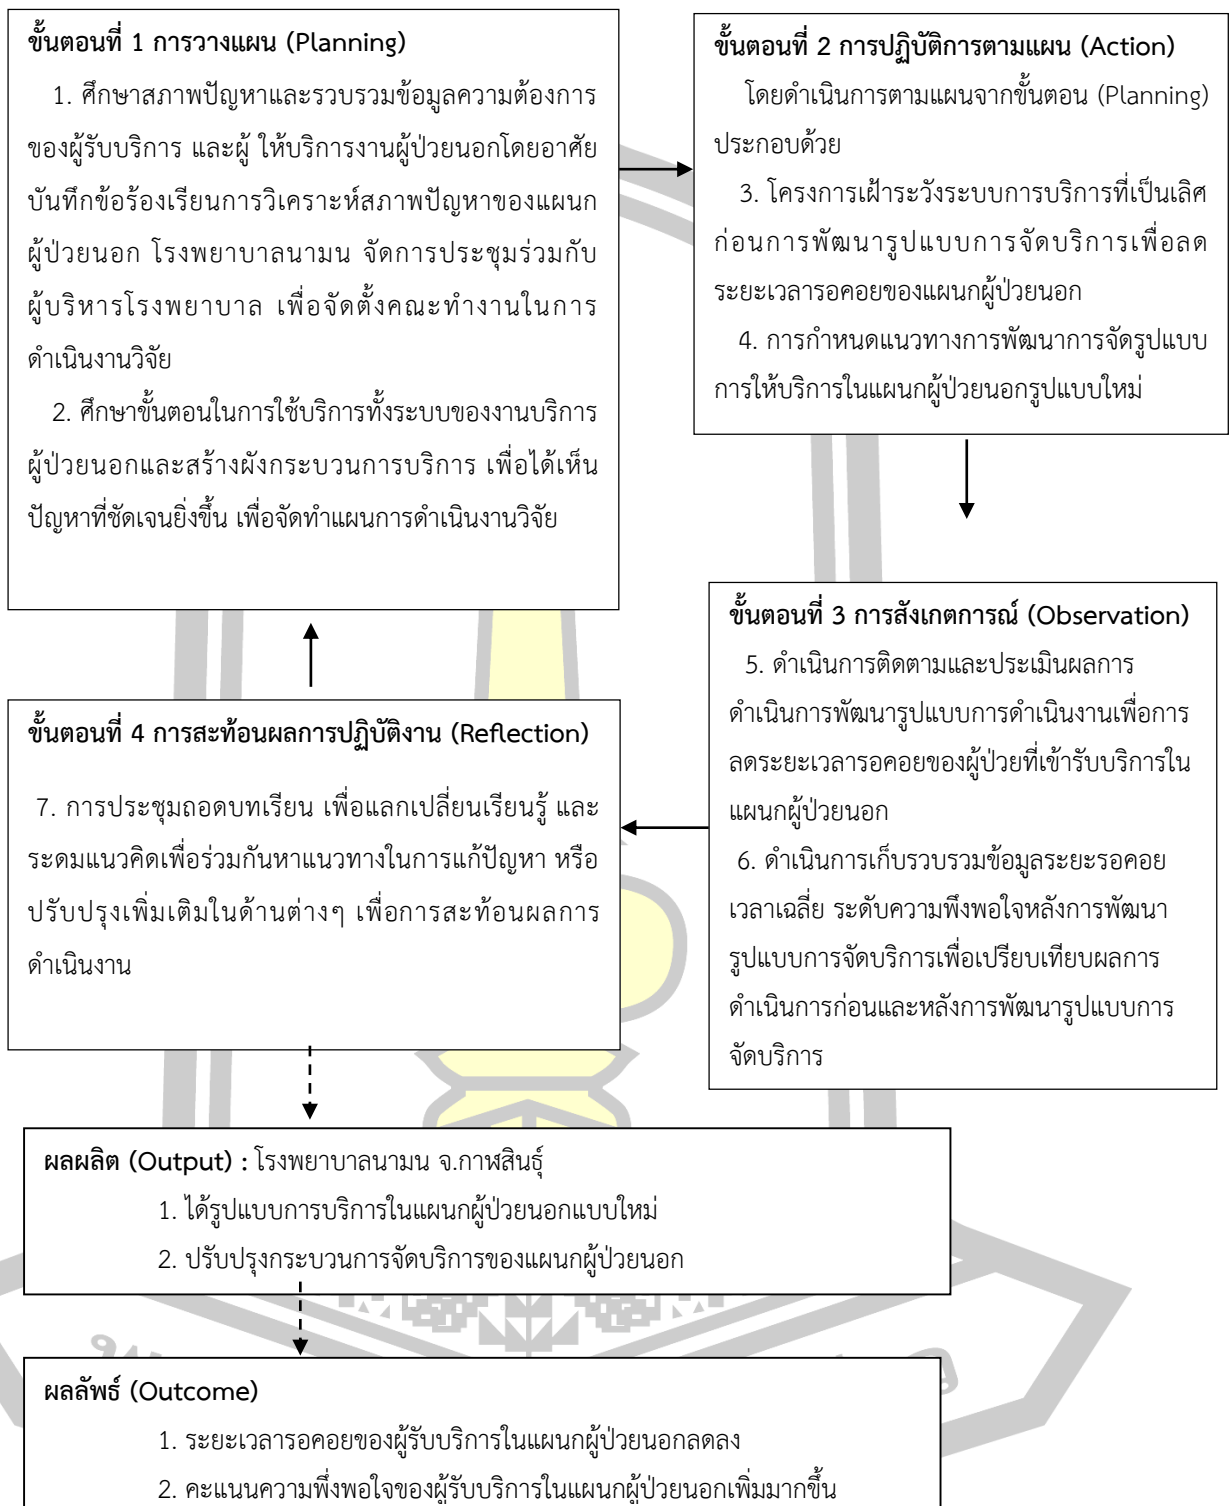 ขั้นตอนที่ 1 การวางแผน (Planning)
1. ศึกษาสภาพปัญหาและรวบรวมข้อมูลความต้องการ
ของผู้รับบริการ และผู้ ให้บริการงานผู้ป่วยนอกโดยอาศัย
บันทึกข้อร้องเรียนการวิเคราะห์สภาพปัญหาของแผนก
ผู้ป่วยนอก โรงพยาบาลนามน จัดการประชุมร่วมกับ
ผู้บริหารโรงพยาบาล เพื่อจัดตั้งคณะทำงานในการ
ดำเนินงานวิจัย
2. ศึกษาขั้นตอนในการใช้บริการทั้งระบบของงานบริการ
ผู้ป่วยนอกและสร้างผังกระบวนการบริการ เพื่อได้เห็น
ปัญหาที่ชัดเจนยิ่งขึ้น เพื่อจัดทำแผนการดำเนินงานวิจัย
ขั้นตอนที่ 2 การปฏิบัติการตามแผน (Action)
โดยดำเนินการตามแผนจากขั้นตอน (Planning)
ประกอบด้วย
3. โครงการเฝ้าระวังระบบการบริการที่เป็นเลิศ
ก่อนการพัฒนารูปแบบการจัดบริการเพื่อลด
ระยะเวลารอคอยของแผนกผู้ป่วยนอก
4. การกำหนดแนวทางการพัฒนาการจัดรูปแบบ
การให้บริการในแผนกผู้ป่วยนอกรูปแบบใหม่
ขั้นตอนที่ 3 การสังเกตการณ์ (Observation)
5. ดำเนินการติดตามและประเมินผลการ
ดำเนินการพัฒนารูปแบบการดำเนินงานเพื่อการ
ลดระยะเวลารอคอยของผู้ป่วยที่เข้ารับบริการใน
แผนกผู้ป่วยนอก
6. ดำเนินการเก็บรวบรวมข้อมูลระยะรอคอย
เวลาเฉลี่ย ระดับความพึงพอใจหลังการพัฒนา
รูปแบบการจัดบริการเพื่อเปรียบเทียบผลการ
ดำเนินการก่อนและหลังการพัฒนารูปแบบการ
จัดบริการ
ขั้นตอนที่ 4 การสะท้อนผลการปฏิบัติงาน (Reflection)
7. การประชุมถอดบทเรียน เพื่อแลกเปลี่ยนเรียนรู้ และ
ระดมแนวคิดเพื่อร่วมกันหาแนวทางในการแก้ปัญหา หรือ
ปรับปรุงเพิ่มเติมในด้านต่างๆ เพื่อการสะท้อนผลการ
ดำเนินงาน
ผลผลิต (Output) : โรงพยาบาลนามน จ.กาฬสินธุ์
1. ได้รูปแบบการบริการในแผนกผู้ป่วยนอกแบบใหม่
2. ปรับปรุงกระบวนการจัดบริการของแผนกผู้ป่วยนอก
ผลลัพธ์ (Outcome)
1. ระยะเวลารอคอยของผู้รับบริการในแผนกผู้ป่วยนอกลดลง
2. คะแนนความพึ่งพอใจของผู้รับบริการในแผนกผู้ป่วยนอกเพิ่มมากขึ้น